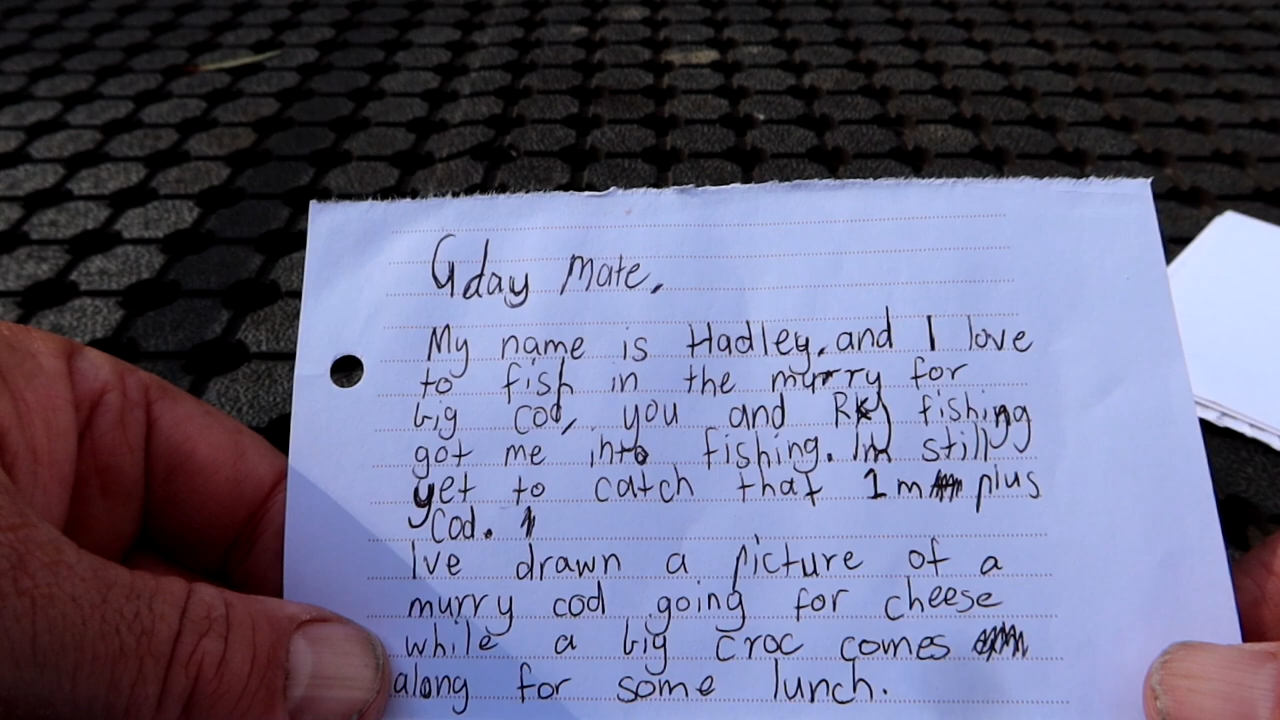 Gday Mate,
My name is Hadley, and I love
to fish in the murry for
big cod, you and fishing
got me into fishing. Im still
yet to catch that 1m plus
Cod.
Ive drawn a picture of a
murry cod going for cheese
while a big croc comes
along for some lunch.